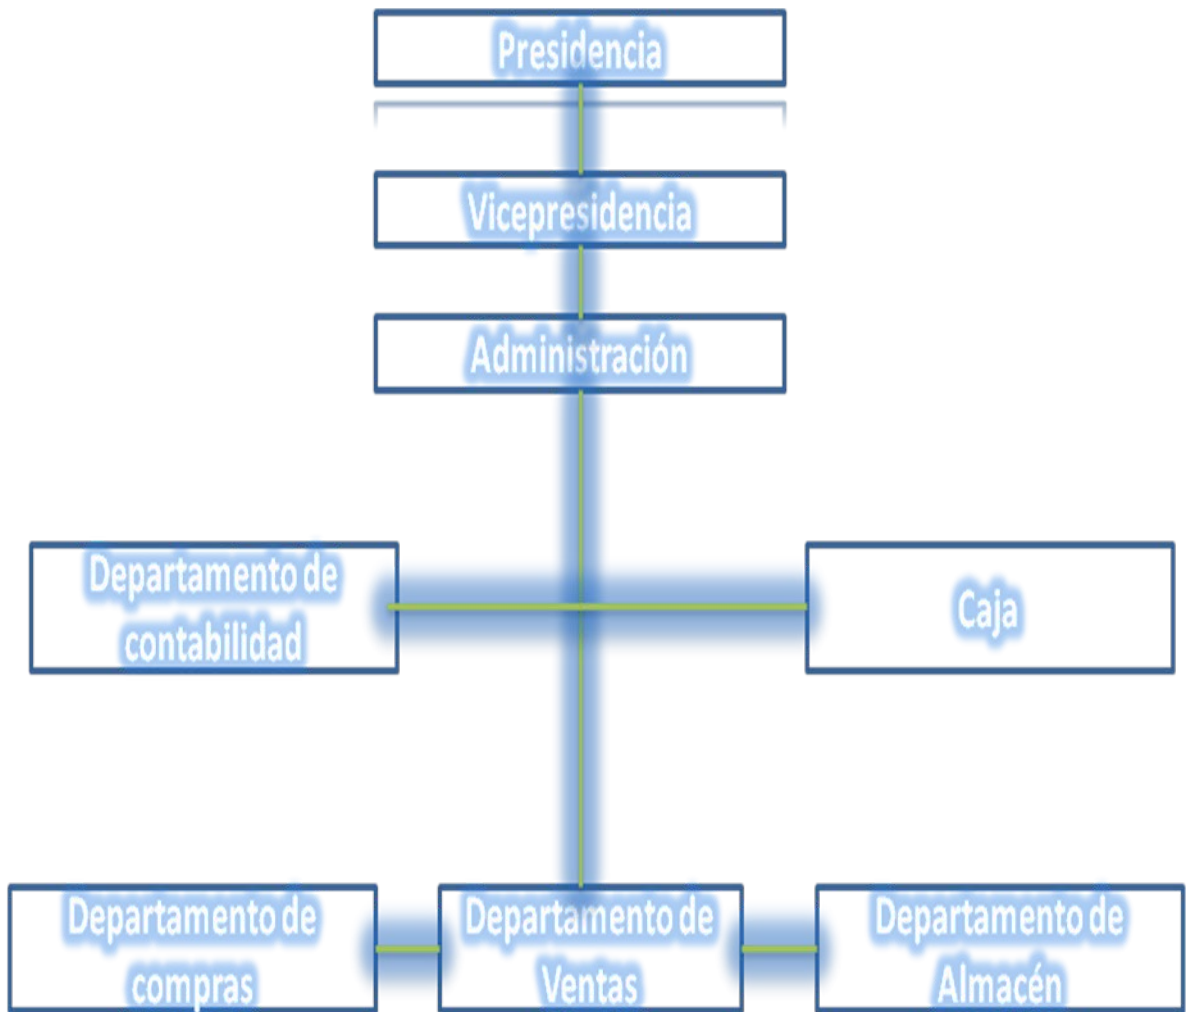 Presidencia
Vicepresidencia
Administración
Departamento de
contabilidad
Caja
Departamento de
compras
Departamento de
Ventas
Departamento de
Almacén